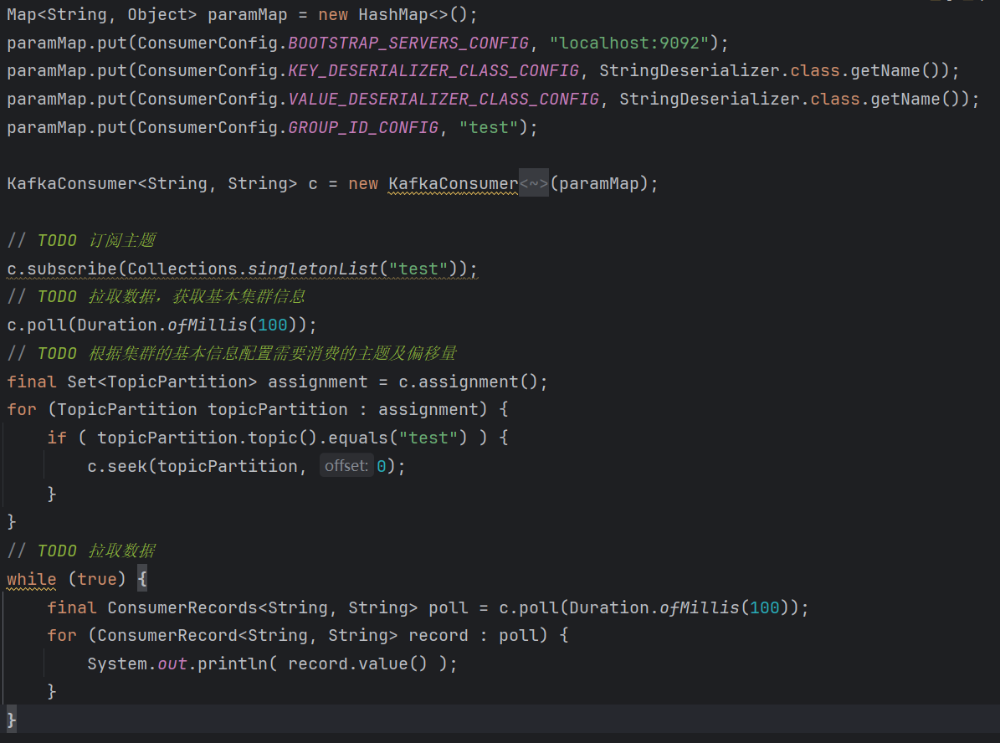 Map<String, Object> paramMap = new HashMap<>();
paramMap.put(ConsumerConfig.BOOTSTRAP_SERVERS_CONFIG, "localhost:9092");
paramMap.put(ConsumerConfig.KEY_DESERIALIZER_CLASS_CONFIG, StringDeserializer.class.getName());
paramMap.put(ConsumerConfig.VALUE_DESERIALIZER_CLASS_CONFIG, StringDeserializer.class.getName());
paramMap.put(ConsumerConfig.GROUP_ID_CONFIG, "test");
KafkaConsumer<String, String> c = new KafkaConsumer<~>(paramMap);
// TODO 订阅主题
c.subscribe(Collections.singletonList("test"));
// TODO 拉取数据，获取基本集群信息
c.poll(Duration.ofMillis(100));
// TODO 根据集群的基本信息配置需要消费的主题及偏移量
final Set<TopicPartition> assignment = c.assignment();
for (TopicPartition topicPartition : assignment) {
    if ( topicPartition.topic().equals("test") ) {
        c.seek(topicPartition, offset: 0);
    }
}
// TODO 拉取数据
while (true) {
    final ConsumerRecords<String, String> poll = c.poll(Duration.ofMillis(100));
    for (ConsumerRecord<String, String> record : poll) {
        System.out.println( record.value() );
    }
}